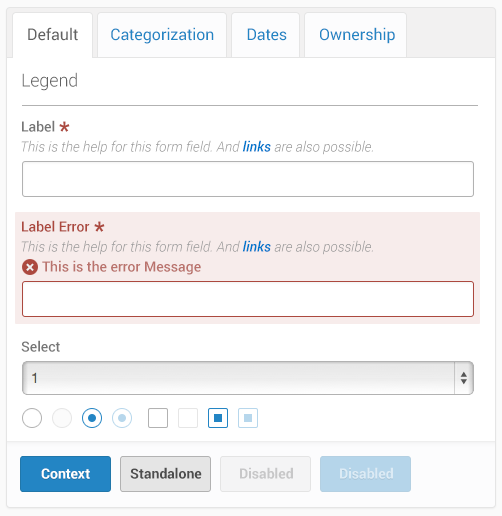 Default Categorization Dates Ownership
Legend
Label *
This is the help for this form field. And links are also possible.
Label Error *
This is the help for this form field. And links are also possible.
This is the error Message
Select
1
Context Standalone Disabled Disabled